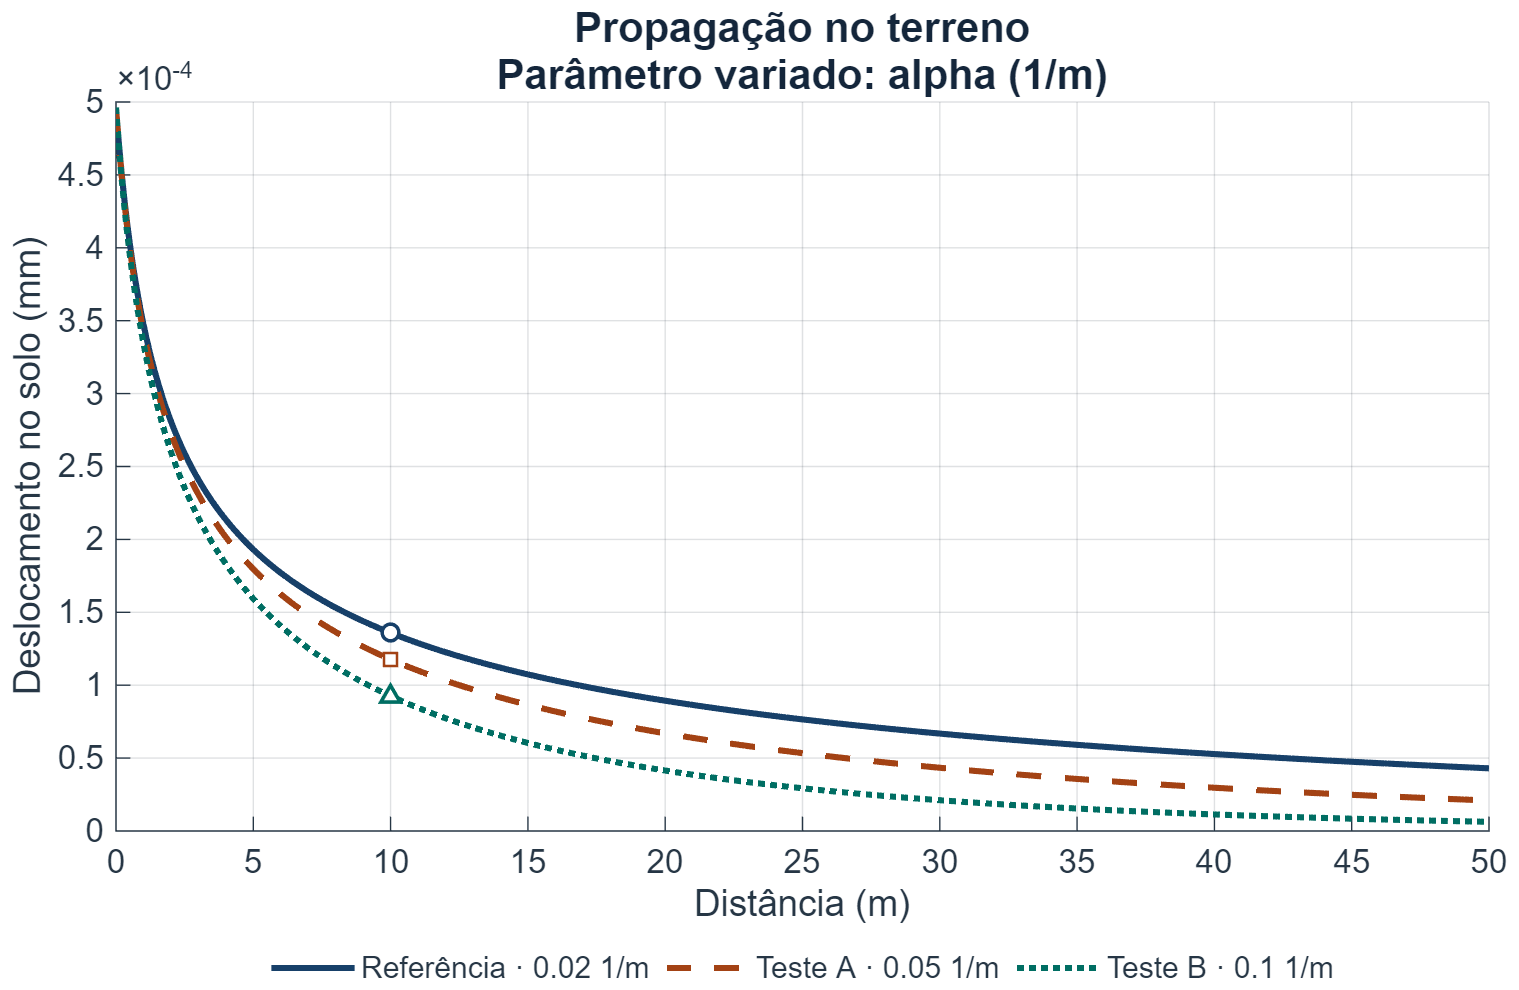 Propagação no terreno
Parâmetro variado: alpha (1/m)
×10-4
5
4.5
4
3.5
3
2.5
2
1.5
1
0.5
0
Deslocamento no solo (mm)
0 5 10 15 20 25 30 35 40 45 50
Distância (m)
Referência · 0.02 1/m Teste A · 0.05 1/m Teste B · 0.1 1/m